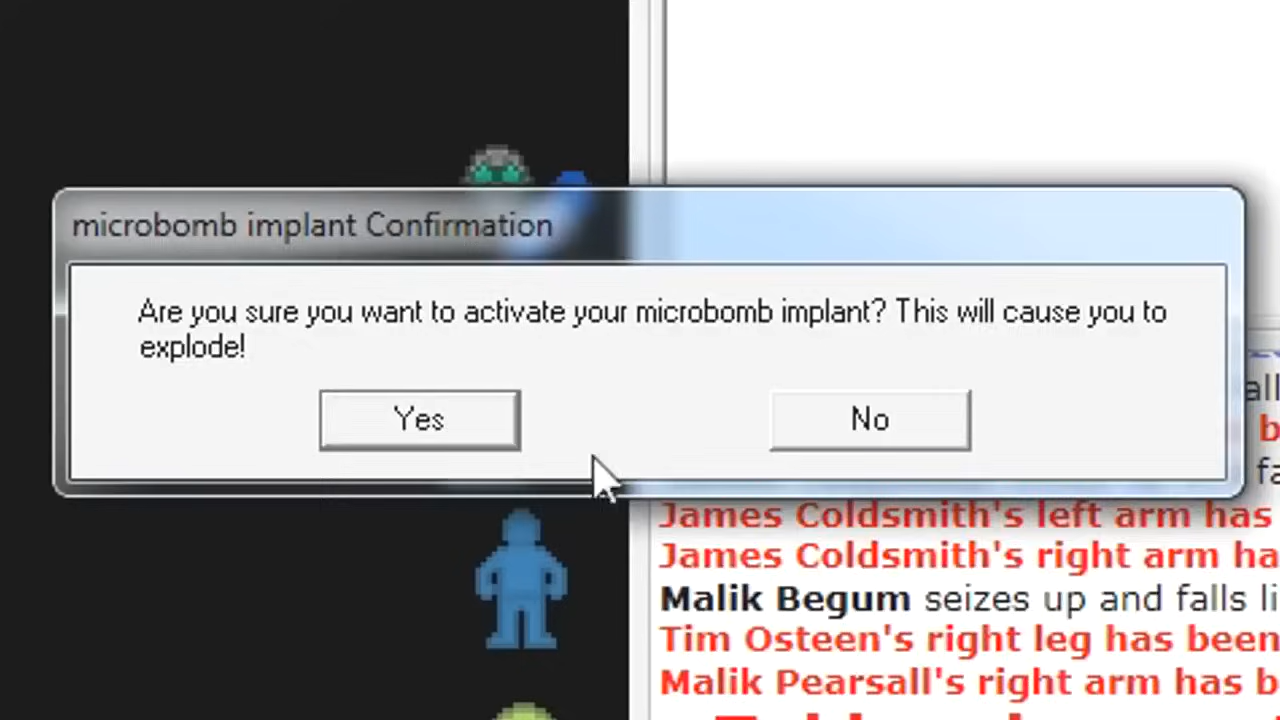 microbomb implant Confirmation
Are you sure you want to activate your microbomb implant? This will cause you to
explode!
Yes No
James Coldsmith's left arm has
James Coldsmith's right arm ha
Malik Begum seizes up and falls li
Tim Osteen's right leg has been
Malik Pearsall's right arm has b